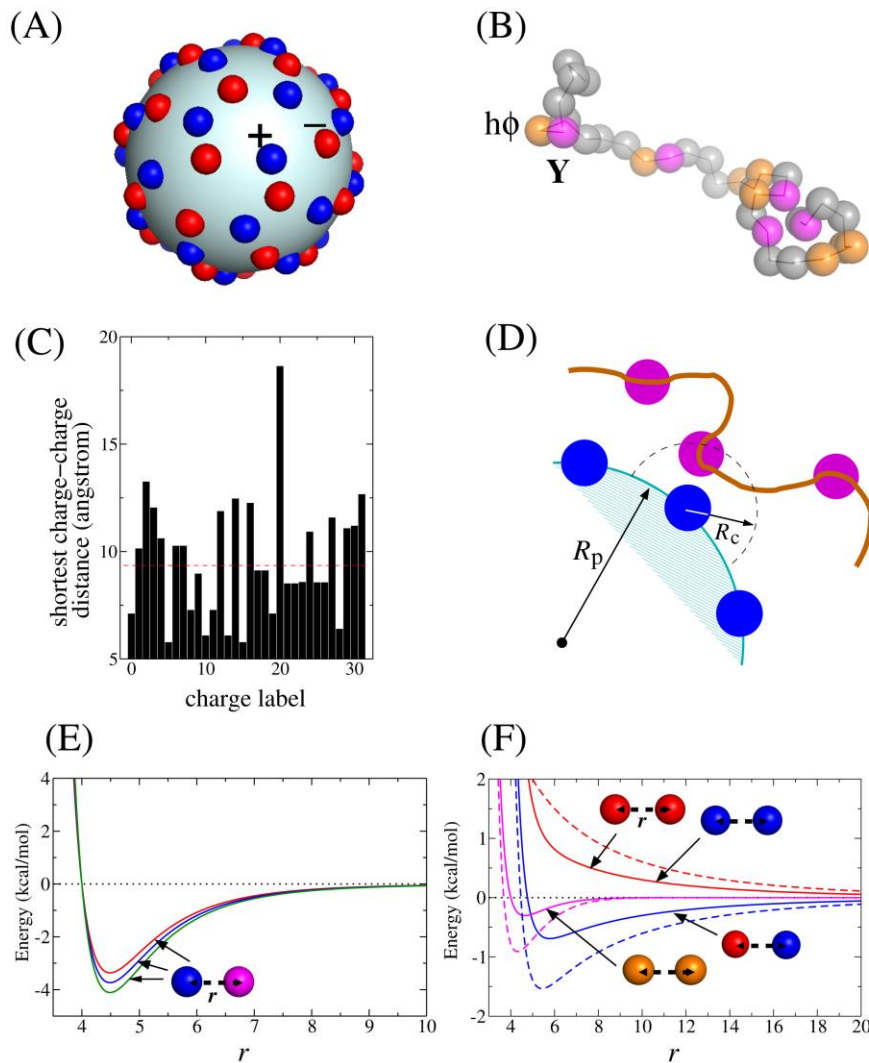 (A)
+
−
(B)
hϕ
Y
(C)
20
15
10
5
shortest charge−charge
distance (angstrom)
0
10
20
30
charge label
(D)
Rp
Rc
(E)
4
2
0
-2
-4
Energy (kcal/mol)
r
4
5
6
7
8
9
10
r
(F)
2
1
0
-1
-2
Energy (kcal/mol)
r
4
6
8
10
12
14
16
18
20
r